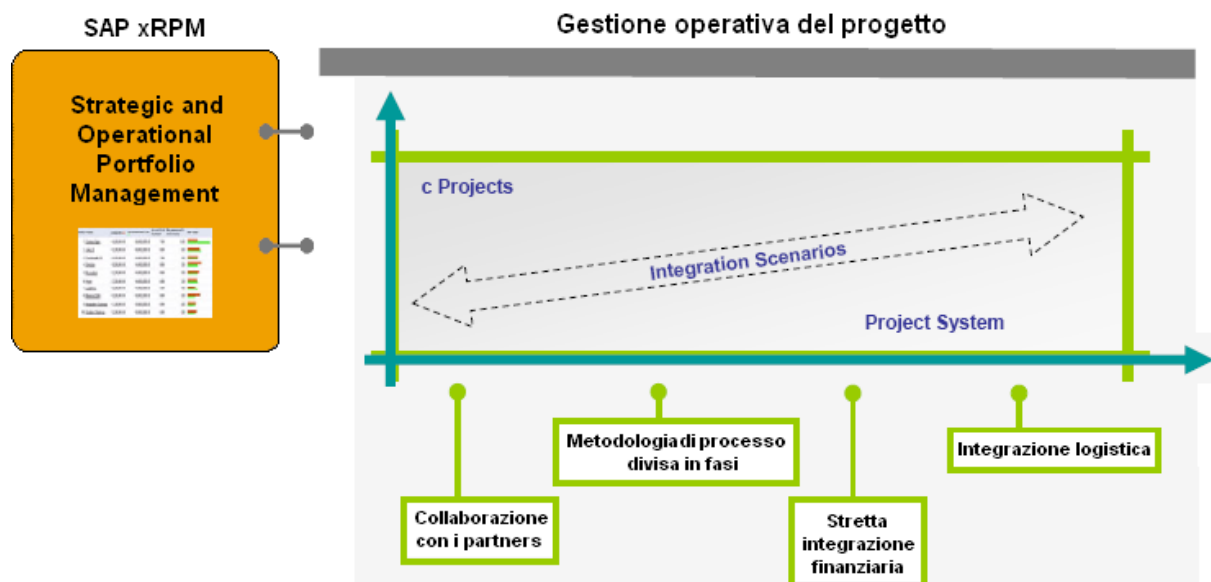 SAP xRPM
Gestione operativa del progetto
Strategic and
Operational
Portfolio
Management
c Projects
Integration Scenarios
Project System
Metodologia di processo
divisa in fasi
Integrazione logistica
Collaborazione
con i partners
Stretta
integrazione
finanziaria